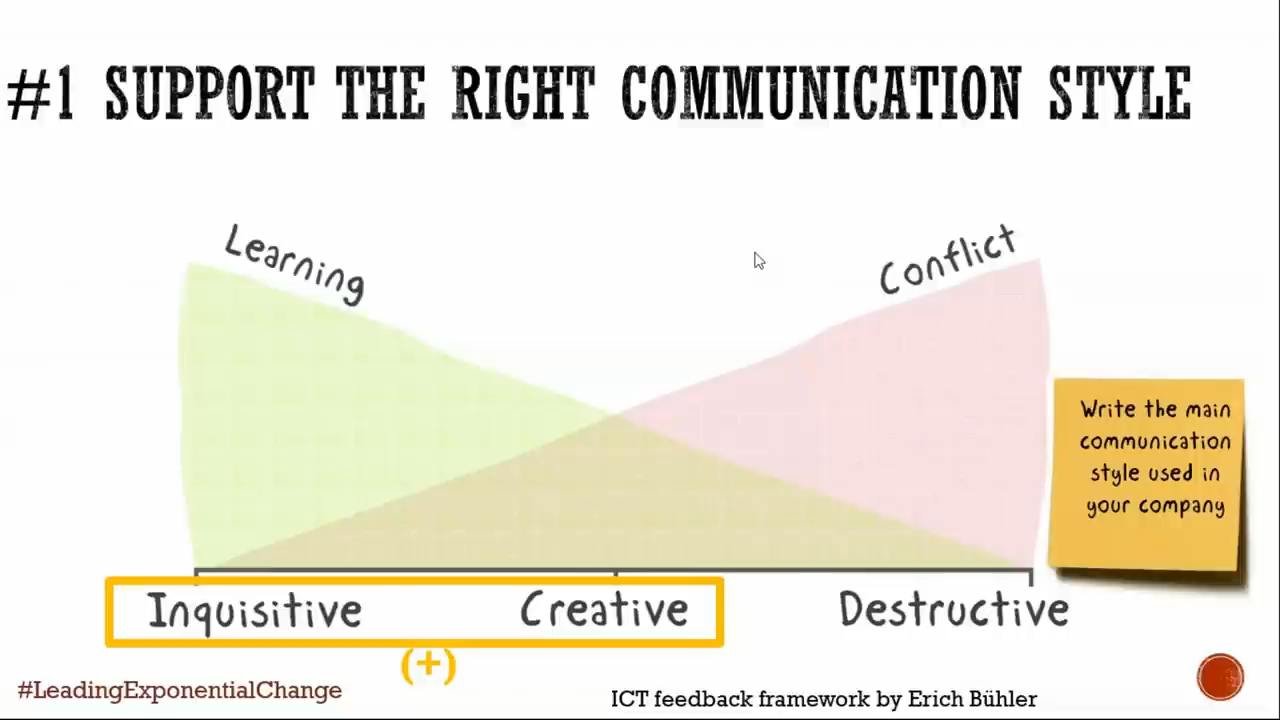 #1 SUPPORT THE RIGHT COMMUNICATION STYLE
Learning
Conflict
Write the main
communication
style used in
your company
Inquisitive
Creative
Destructive
(+)
#LeadingExponentialChange
ICT feedback framework by Erich Bühler